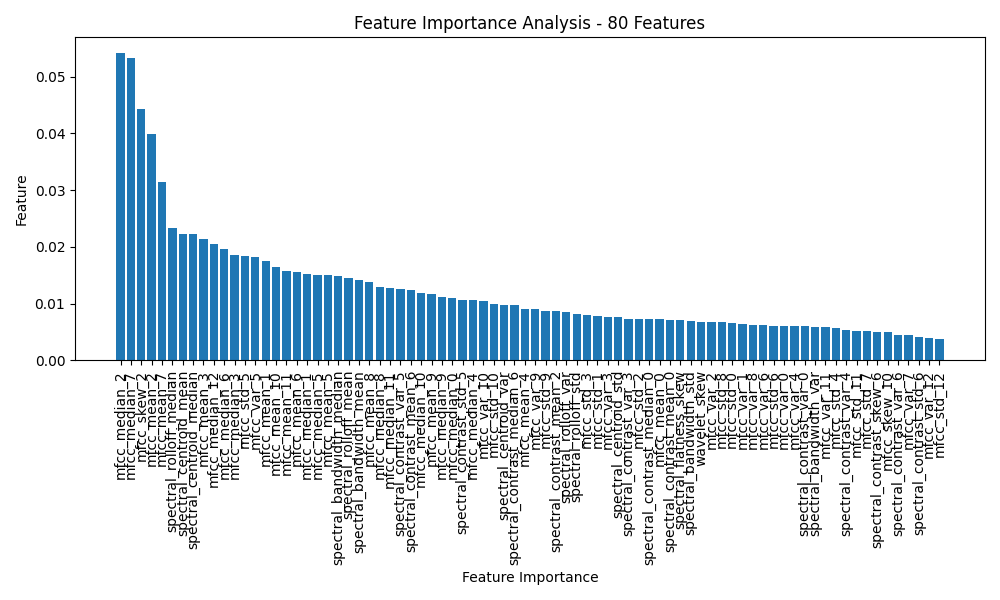 Feature Importance Analysis - 80 Features
Feature
0.05
0.04
0.03
0.02
0.01
0.00
mfcc_median_2
mfcc_median_7
mfcc_skew_2
mfcc_mean_2
mfcc_mean_7
spectral_rolloff_median
spectral_centroid_mean
spectral_centroid_median
mfcc_mean_3
mfcc_median_12
mfcc_median_6
mfcc_median_3
mfcc_std_5
mfcc_var_5
mfcc_mean_1
mfcc_mean_10
mfcc_mean_11
mfcc_mean_6
mfcc_median_1
mfcc_median_5
mfcc_mean_5
spectral_bandwidth_median
spectral_rolloff_mean
spectral_bandwidth_mean
mfcc_mean_8
mfcc_median_8
mfcc_median_11
spectral_contrast_var_5
spectral_contrast_mean_6
mfcc_median_10
mfcc_mean_9
mfcc_median_9
mfcc_median_0
spectral_contrast_std_5
mfcc_median_4
mfcc_var_10
mfcc_std_10
spectral_centroid_var
spectral_contrast_median_6
mfcc_mean_4
mfcc_var_9
mfcc_std_9
spectral_contrast_mean_2
spectral_rolloff_var
spectral_rolloff_std
mfcc_std_3
mfcc_std_1
mfcc_var_3
spectral_centroid_std
spectral_contrast_var_3
mfcc_std_2
spectral_contrast_median_0
mfcc_mean_0
spectral_contrast_mean_0
spectral_flatness_skew
spectral_bandwidth_std
wavelet_skew
mfcc_var_2
mfcc_std_8
mfcc_std_0
mfcc_var_1
mfcc_var_8
mfcc_var_6
mfcc_std_6
mfcc_var_0
mfcc_var_4
spectral_contrast_var_0
spectral_bandwidth_var
mfcc_var_11
mfcc_std_4
spectral_contrast_var_4
mfcc_std_11
mfcc_std_7
spectral_contrast_skew_6
mfcc_skew_10
spectral_contrast_var_6
mfcc_var_7
spectral_contrast_std_6
mfcc_var_12
mfcc_std_12
Feature Importance